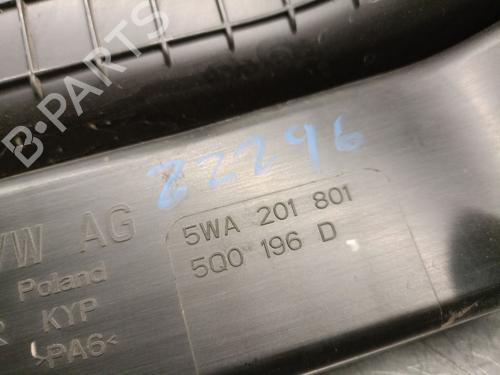 B-PARTS
22296
VW AG
5WA 201 801
5Q0 196 D
Poland
KYP
>PA6<